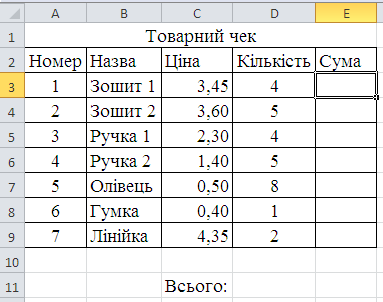 A B C D E
1 Товарний чек
2 Номер Назва Ціна Кількість Сума
3 1 Зошит 1 3,45 4
4 2 Зошит 2 3,60 5
5 3 Ручка 1 2,30 4
6 4 Ручка 2 1,40 5
7 5 Олівець 0,50 8
8 6 Гумка 0,40 1
9 7 Лінійка 4,35 2
10
11 Всього: